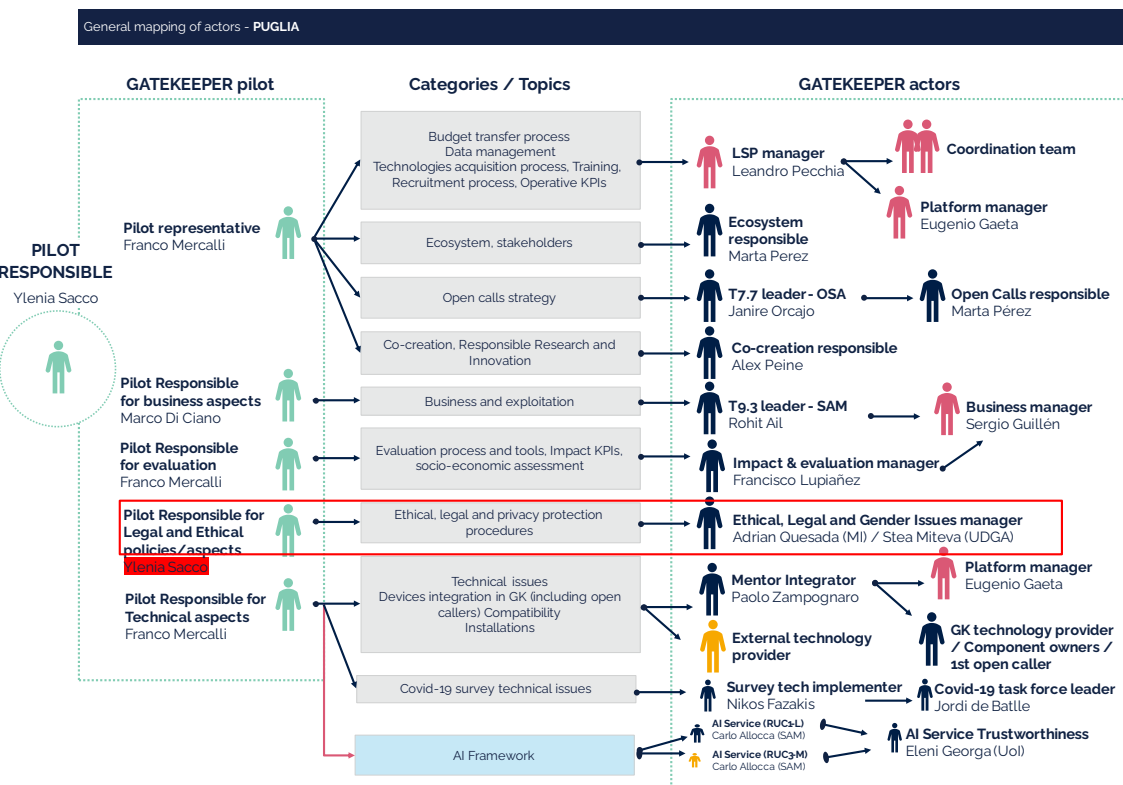 General mapping of actors - PUGLIA
GATEKEEPER pilot
Categories / Topics
GATEKEEPER actors
PILOT
RESPONSIBLE
Ylenia Sacco
Pilot representative
Franco Mercalli
Pilot Responsible
for business aspects
Marco Di Ciano
Pilot Responsible
for evaluation
Franco Mercalli
Pilot Responsible for
Legal and Ethical
policies/aspects
Ylenia Sacco
Pilot Responsible for
Technical aspects
Franco Mercalli
Budget transfer process
Data management
Technologies acquisition process, Training,
Recruitment process, Operative KPIs
Ecosystem, stakeholders
Open calls strategy
Co-creation, Responsible Research and
Innovation
Business and exploitation
Evaluation process and tools, Impact KPIs,
socio-economic assessment
Ethical, legal and privacy protection
procedures
Technical issues
Devices integration in GK (including open
callers) Compatibility
Installations
Covid-19 survey technical issues
AI Framework
LSP manager
Leandro Pecchia
Coordination team
Platform manager
Eugenio Gaeta
Ecosystem
responsible
Marta Perez
T7.7 leader - OSA
Janire Orcajo
Open Calls responsible
Marta Pérez
Co-creation responsible
Alex Peine
T9.3 leader - SAM
Rohit Ail
Business manager
Sergio Guillén
Impact & evaluation manager
Francisco Lupiañez
Ethical, Legal and Gender Issues manager
Adrian Quesada (MI) / Stea Miteva (UDGA)
Mentor Integrator
Paolo Zampognaro
Platform manager
Eugenio Gaeta
External technology
provider
GK technology provider
/ Component owners /
1st open caller
Survey tech implementer
Nikos Fazakis
Covid-19 task force leader
Jordi de Batlle
AI Service (RUC1-L)
Carlo Allocca (SAM)
AI Service (RUC3-M)
Carlo Allocca (SAM)
AI Service Trustworthiness
Eleni Georga (UoI)